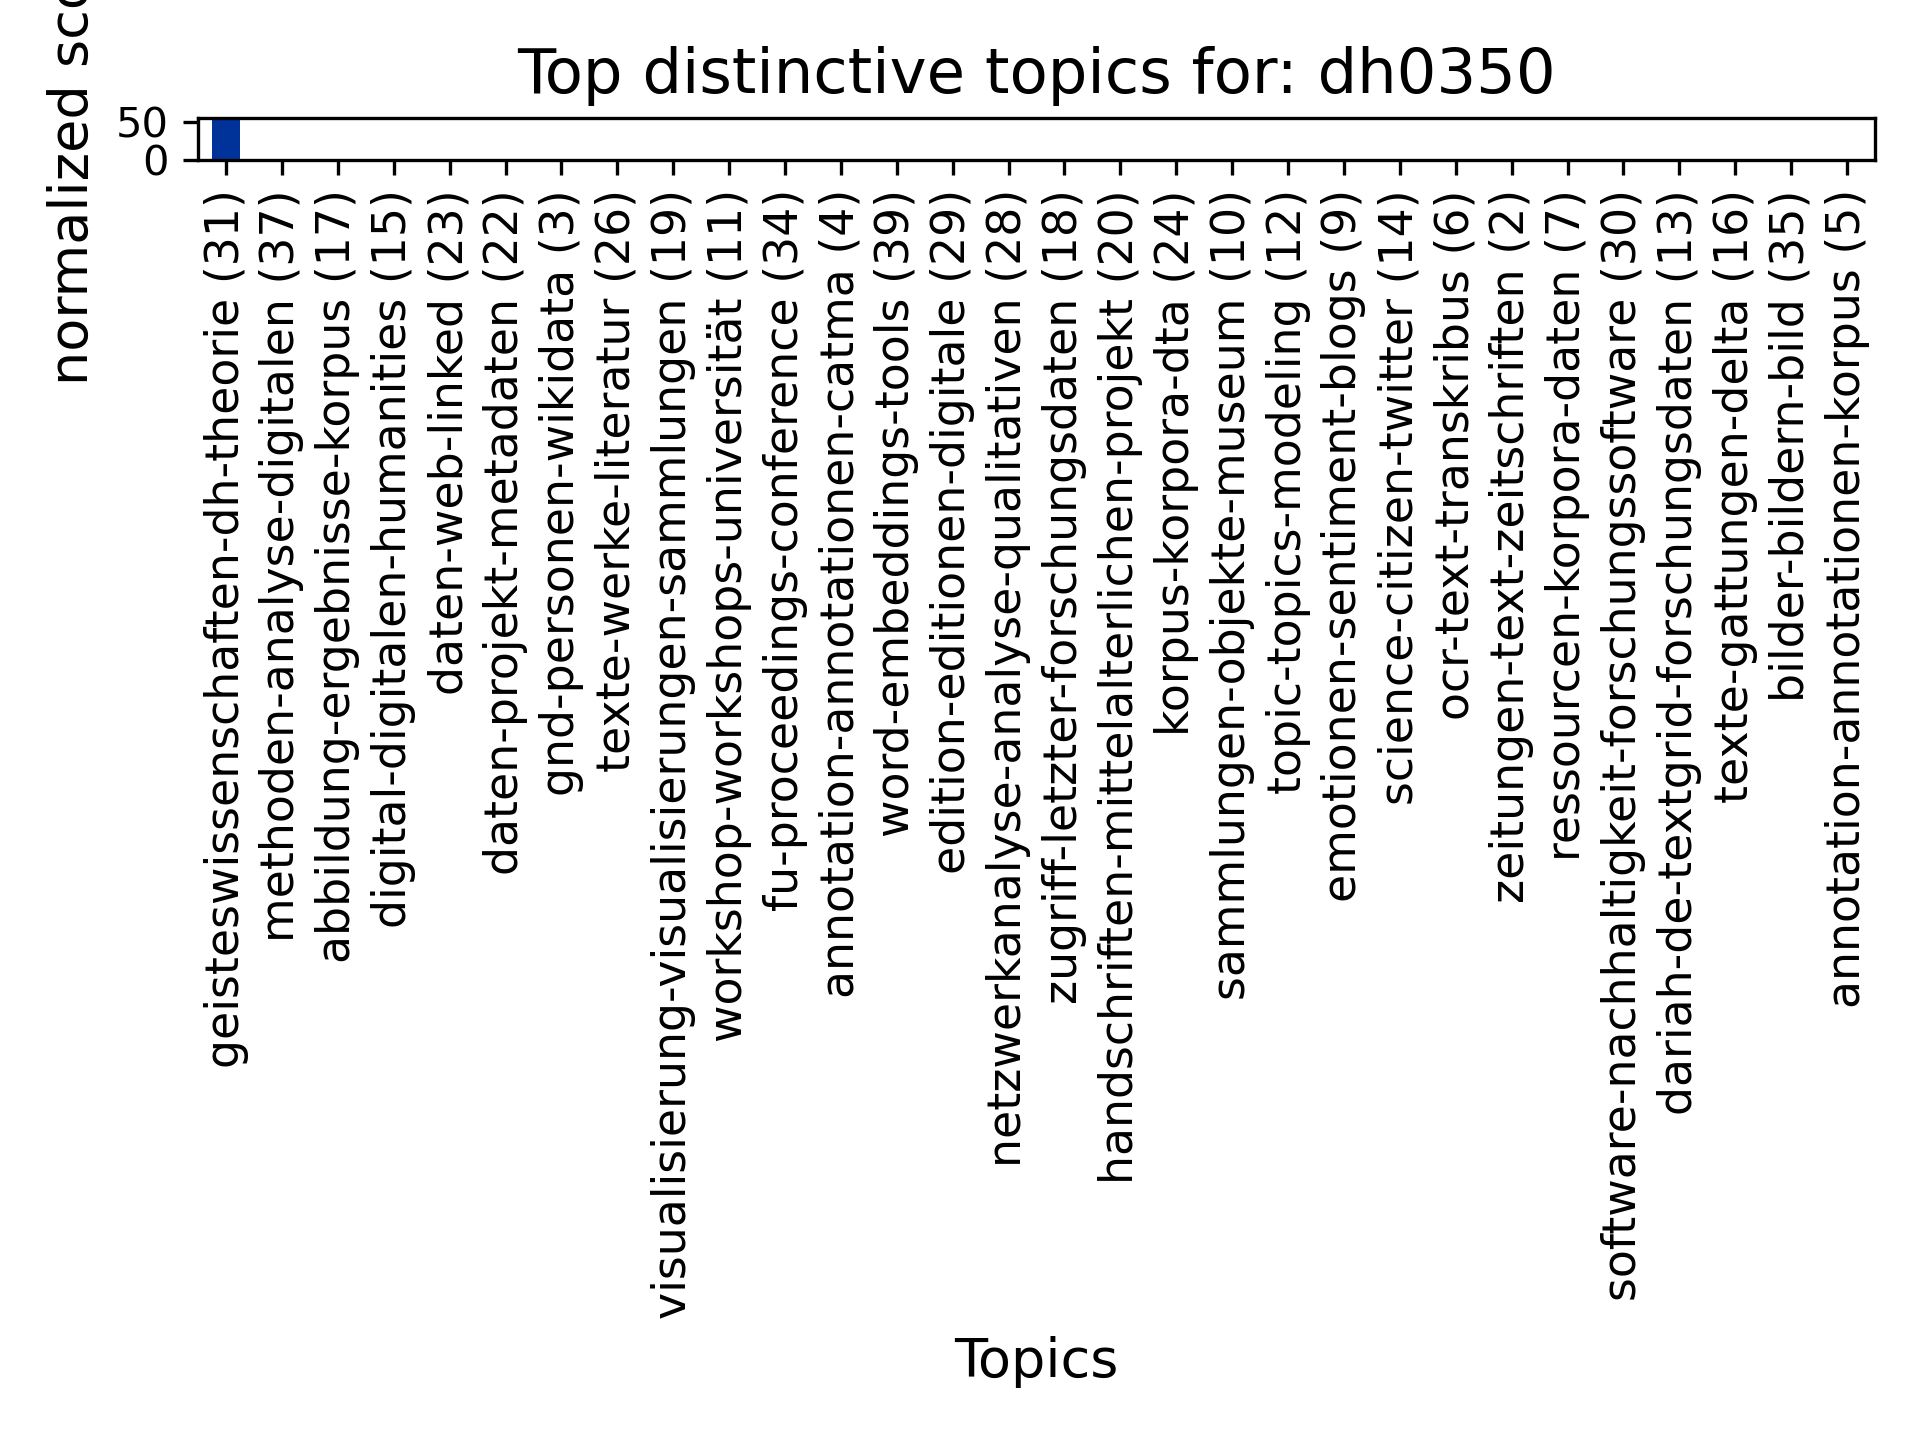 Top distinctive topics for: dh0350
normalized
50
0
geisteswissenschaften-dh-theorie (31)
methoden-analyse-digitalen (37)
abbildung-ergebnisse-korpus (17)
digital-digitalen-humanities (15)
daten-web-linked (23)
daten-projekt-metadaten (22)
gnd-personen-wikidata (3)
texte-werke-literatur (26)
visualisierung-visualisierungen-sammlungen (19)
workshop-workshops-universität (11)
fu-proceedings-conference (34)
annotation-annotationen-catma (4)
word-embeddings-tools (39)
edition-editionen-digitale (29)
netzwerkanalyse-analyse-qualitativen (28)
zugriff-letzter-forschungsdaten (18)
handschriften-mittelalterlichen-projekt (20)
korpus-korpora-dta (24)
sammlungen-objekte-museum (10)
topic-topics-modeling (12)
emotionen-sentiment-blogs (9)
science-citizen-twitter (14)
ocr-text-transkribus (6)
zeitungen-text-zeitschriften (2)
ressourcen-korpora-daten (7)
software-nachhaltigkeit-forschungssoftware (30)
dariah-de-textgrid-forschungsdaten (13)
texte-gattungen-delta (16)
bilder-bildern-bild (35)
annotation-annotationen-korpus (5)
Topics